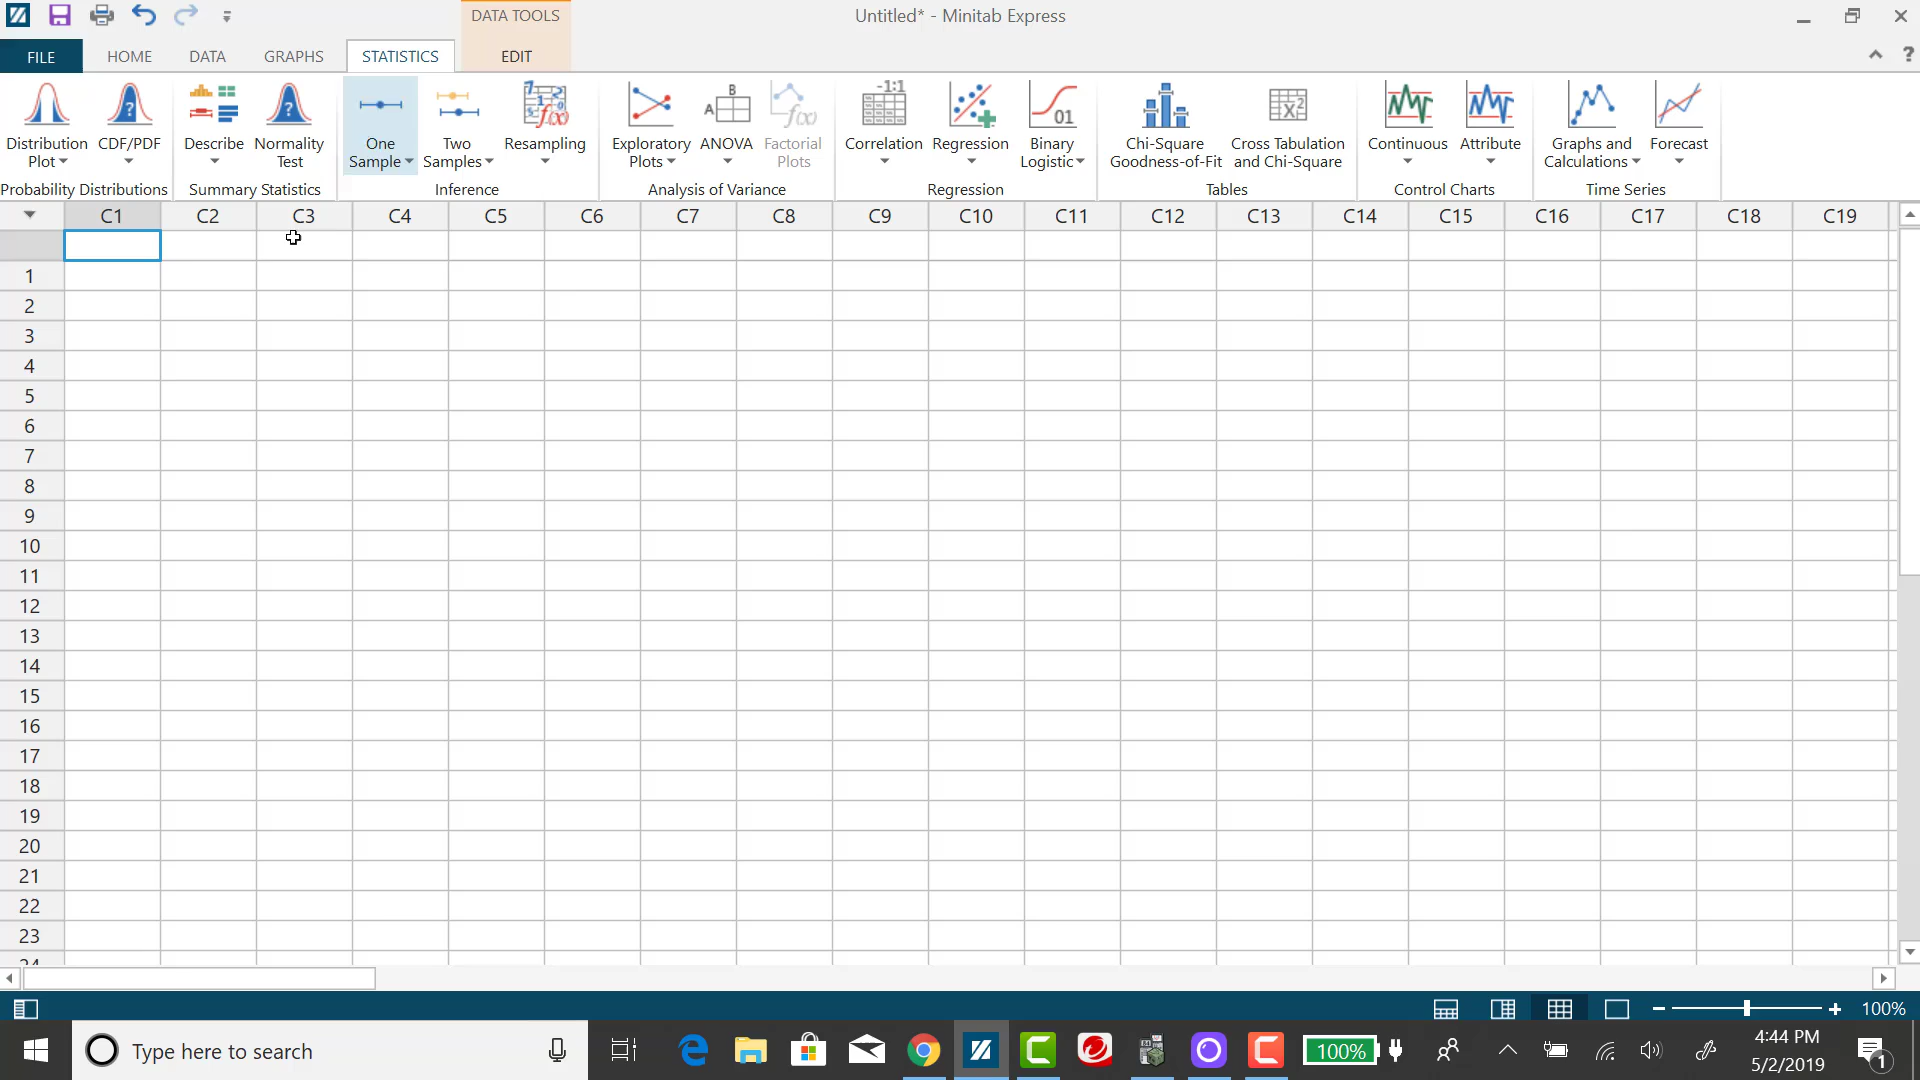 DATA TOOLS
Untitled* - Minitab Express
FILE HOME DATA GRAPHS STATISTICS EDIT
Distribution Plot
CDF/PDF
Probability Distributions
Describe
Normality Test
Summary Statistics
One Sample
Two Samples
Resampling
Inference
Exploratory Plots
ANOVA
Factorial Plots
Analysis of Variance
Correlation
Regression
Binary Logistic
Regression
Chi-Square Goodness-of-Fit
Cross Tabulation and Chi-Square
Tables
Continuous
Attribute
Control Charts
Graphs and Calculations
Forecast
Time Series
C1 C2 C3 C4 C5 C6 C7 C8 C9 C10 C11 C12 C13 C14 C15 C16 C17 C18 C19
1
2
3
4
5
6
7
8
9
10
11
12
13
14
15
16
17
18
19
20
21
22
23
24
100%
Type here to search
100%
4:44 PM
5/2/2019
1